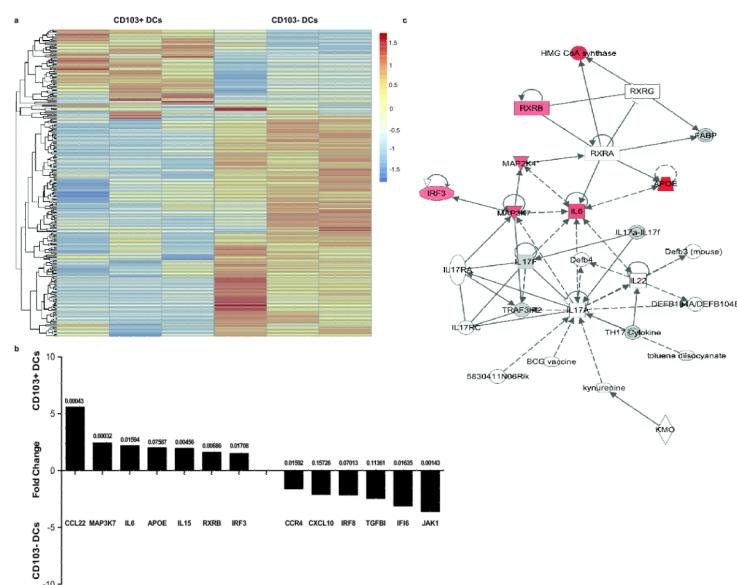 a
CD103+ DCs
CD103- DCs
1.5
1
0.5
0
-0.5
-1
-1.5
b
CD103+ DCs
Fold Change
CD103- DCs
10
5
0
-5
-10
0.00043
0.00032
0.01594
0.07587
0.00456
0.00686
0.01708
0.01592
0.15726
0.07013
0.11361
0.01635
0.00143
CCL22 MAP3K7 IL6 APOE IL15 RXRB IRF3
CCR4 CXCL10 IRF8 TGFBI IFI6 JAK1
c
HMG CoA synthase
RXRG
RXRB
FABP
RXRA
MAP2K4*
APOE
IRF3
MAP3K7
IL6
IL17a-IL17f
Defb3 (mouse)
IL17F
Defb4
IL17RA
IL22
DEFB104A/DEFB104B
TRAF3IP2
IL17A
IL17RC
TH17 Cytokine
toluene diisocyanate
BCG vaccine
5830411N06Rik
kynurenine
KMO